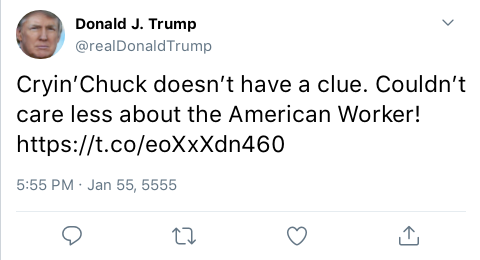 Donald J. Trump
@realDonaldTrump
Cryin’Chuck doesn’t have a clue. Couldn’t
care less about the American Worker!
https://t.co/eoXxXdn460
5:55 PM · Jan 55, 5555